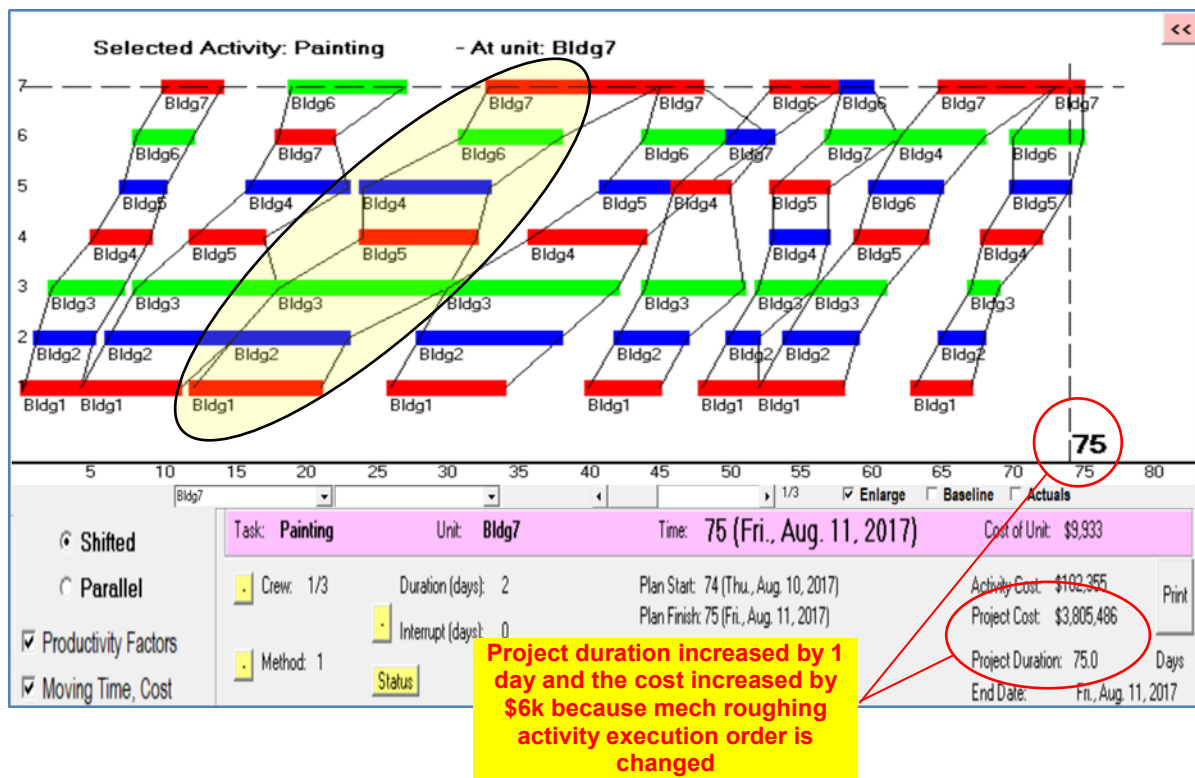 <<
Selected Activity: Painting - At unit: Bldg7
7
Bldg7 Bldg6 Bldg7 Bldg7 Bldg6 Bldg6 Bldg7 Bldg7
6
Bldg6 Bldg7 Bldg6 Bldg6 Bldg7 Bldg7 Bldg4 Bldg6
5
Bldg5 Bldg4 Bldg4 Bldg5 Bldg4 Bldg5 Bldg6 Bldg5
4
Bldg4 Bldg5 Bldg5 Bldg4 Bldg4 Bldg5 Bldg4
3
Bldg3 Bldg3 Bldg3 Bldg3 Bldg3 Bldg3 Bldg3 Bldg3
2
Bldg2 Bldg2 Bldg2 Bldg2 Bldg2 Bldg2 Bldg2 Bldg2
Bldg1 Bldg1 Bldg1 Bldg1 Bldg1 Bldg1 Bldg1 Bldg1
75
5 10 15 20 25 30 35 40 45 50 55 60 65 70 75 80
Bldg7 1/3 Enlarge Baseline Actuals
Shifted
Parallel
Productivity Factors
Moving Time, Cost
Task: Painting Unit: Bldg7 Time: 75 (Fri., Aug. 11, 2017) Cost of Unit: $9,933
Crew: 1/3 Duration (days): 2 Plan Start: 74 (Thu., Aug. 10, 2017) Activity Cost: $102,355
Interrupt (days): 0 Plan Finish: 75 (Fri., Aug. 11, 2017) Project Cost: $3,805,486
Method: 1 Status Project Duration: 75.0 Days
End Date: Fri., Aug. 11, 2017
Print
Project duration increased by 1
day and the cost increased by
$6k because mech roughing
activity execution order is
changed